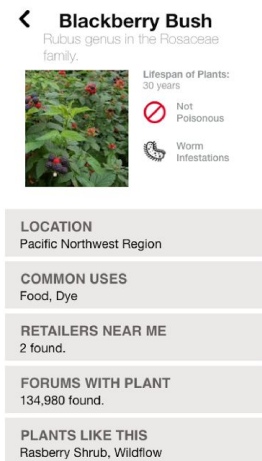 Blackberry Bush
Rubus genus in the Rosaceae
family.
Lifespan of Plants:
30 years
Not
Poisonous
Worm
Infestations
LOCATION
Pacific Northwest Region
COMMON USES
Food, Dye
RETAILERS NEAR ME
2 found.
FORUMS WITH PLANT
134,980 found.
PLANTS LIKE THIS
Rasberry Shrub, Wildflow